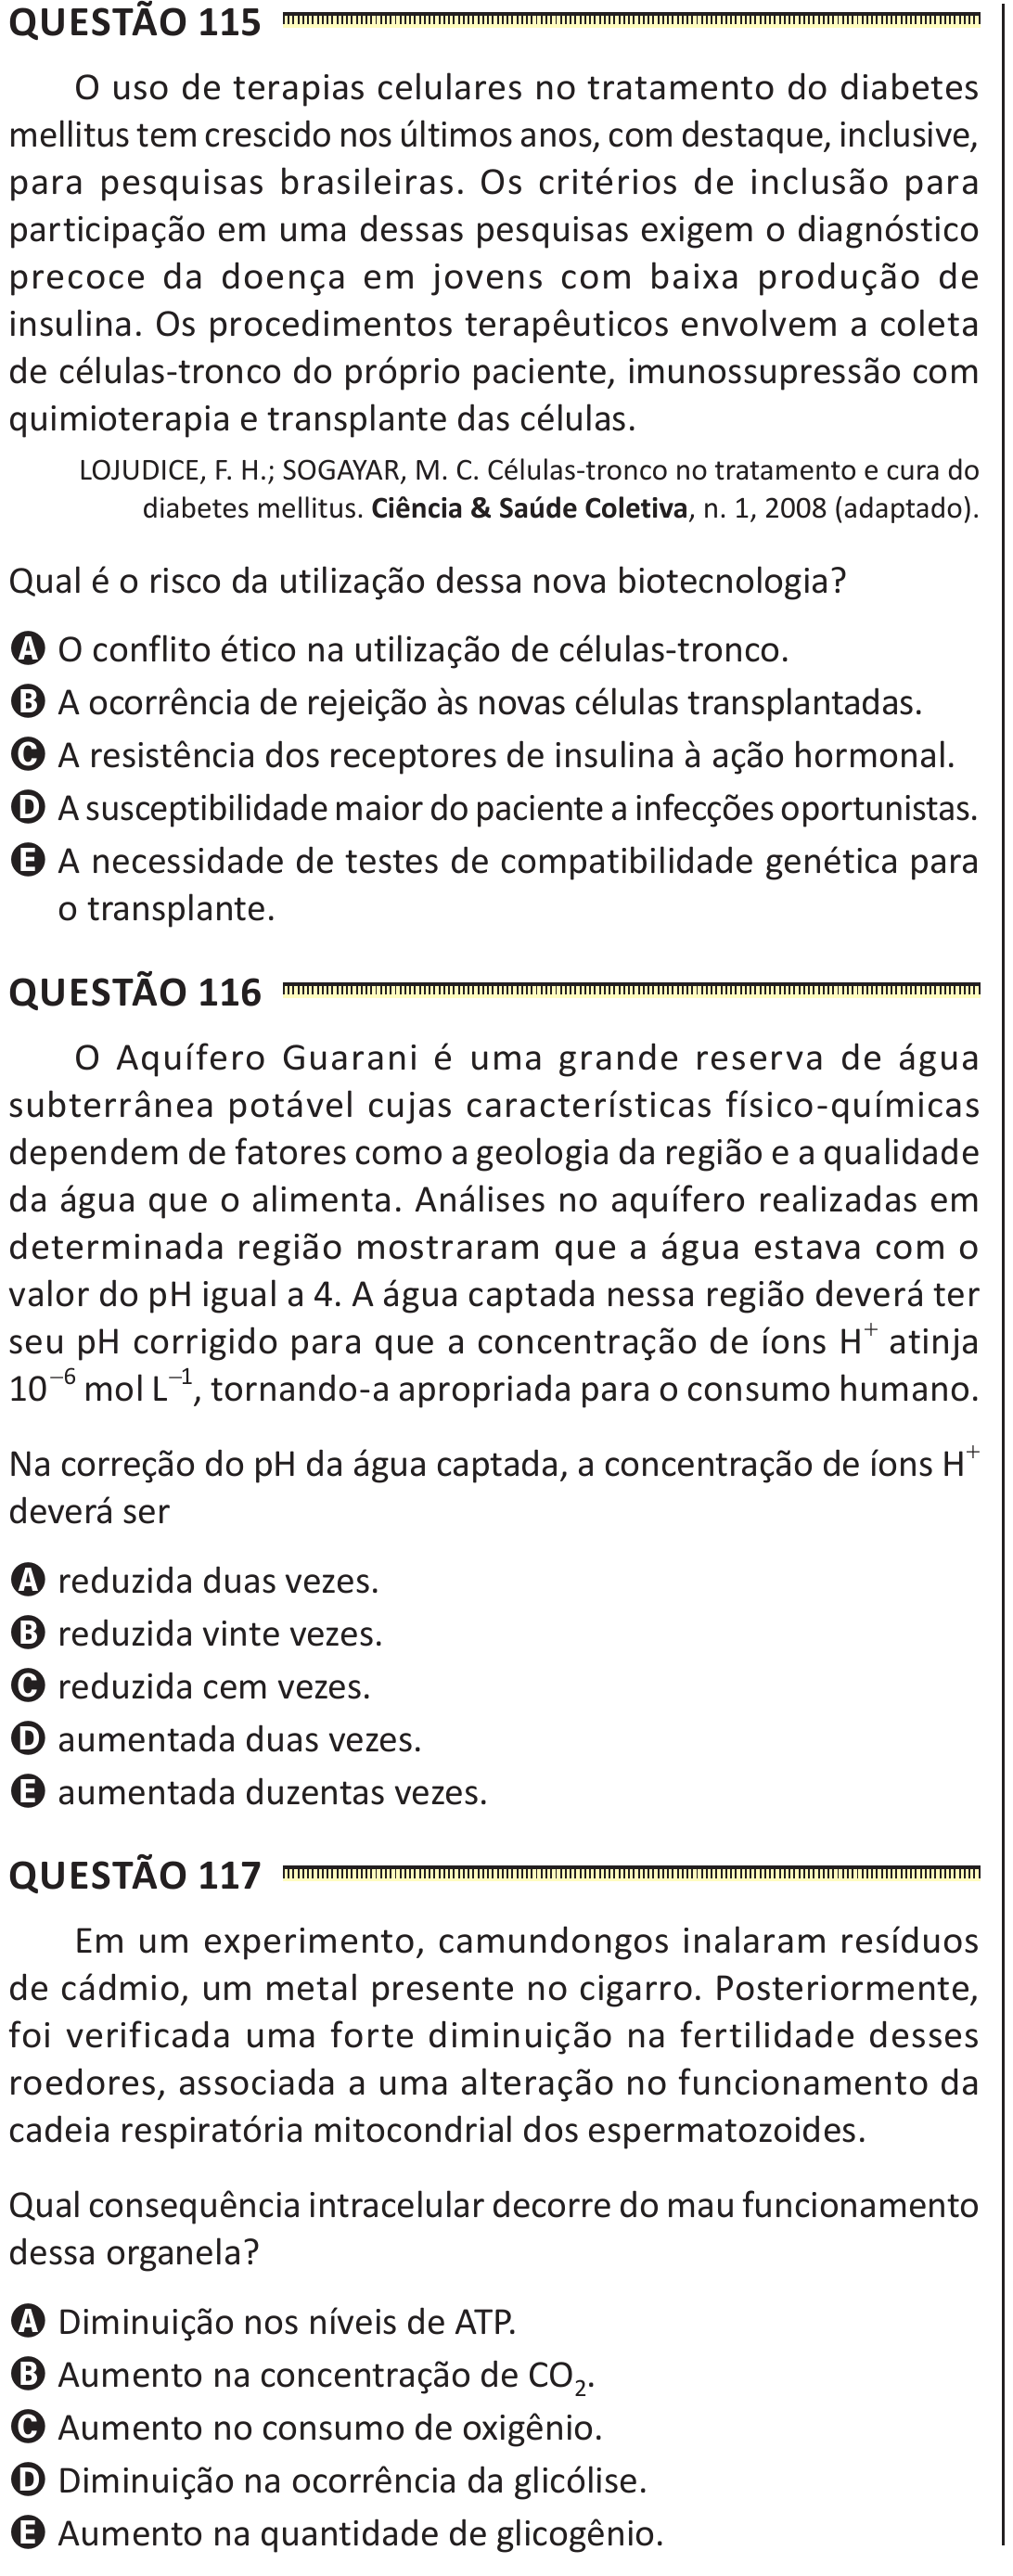 QUESTÃO 115
O uso de terapias celulares no tratamento do diabetes
mellitus tem crescido nos últimos anos, com destaque, inclusive,
para pesquisas brasileiras. Os critérios de inclusão para
participação em uma dessas pesquisas exigem o diagnóstico
precoce da doença em jovens com baixa produção de
insulina. Os procedimentos terapêuticos envolvem a coleta
de células-tronco do próprio paciente, imunossupressão com
quimioterapia e transplante das células.
LOJUDICE, F. H.; SOGAYAR, M. C. Células-tronco no tratamento e cura do
diabetes mellitus. Ciência & Saúde Coletiva, n. 1, 2008 (adaptado).
Qual é o risco da utilização dessa nova biotecnologia?
A O conflito ético na utilização de células-tronco.
B A ocorrência de rejeição às novas células transplantadas.
C A resistência dos receptores de insulina à ação hormonal.
D A susceptibilidade maior do paciente a infecções oportunistas.
E A necessidade de testes de compatibilidade genética para
o transplante.
QUESTÃO 116
O Aquífero Guarani é uma grande reserva de água
subterrânea potável cujas características físico-químicas
dependem de fatores como a geologia da região e a qualidade
da água que o alimenta. Análises no aquífero realizadas em
determinada região mostraram que a água estava com o
valor do pH igual a 4. A água captada nessa região deverá ter
seu pH corrigido para que a concentração de íons H⁺ atinja
10⁻⁶ mol L⁻¹, tornando-a apropriada para o consumo humano.
Na correção do pH da água captada, a concentração de íons H⁺
deverá ser
A reduzida duas vezes.
B reduzida vinte vezes.
C reduzida cem vezes.
D aumentada duas vezes.
E aumentada duzentas vezes.
QUESTÃO 117
Em um experimento, camundongos inalaram resíduos
de cádmio, um metal presente no cigarro. Posteriormente,
foi verificada uma forte diminuição na fertilidade desses
roedores, associada a uma alteração no funcionamento da
cadeia respiratória mitocondrial dos espermatozoides.
Qual consequência intracelular decorre do mau funcionamento
dessa organela?
A Diminuição nos níveis de ATP.
B Aumento na concentração de CO₂.
C Aumento no consumo de oxigênio.
D Diminuição na ocorrência da glicólise.
E Aumento na quantidade de glicogênio.